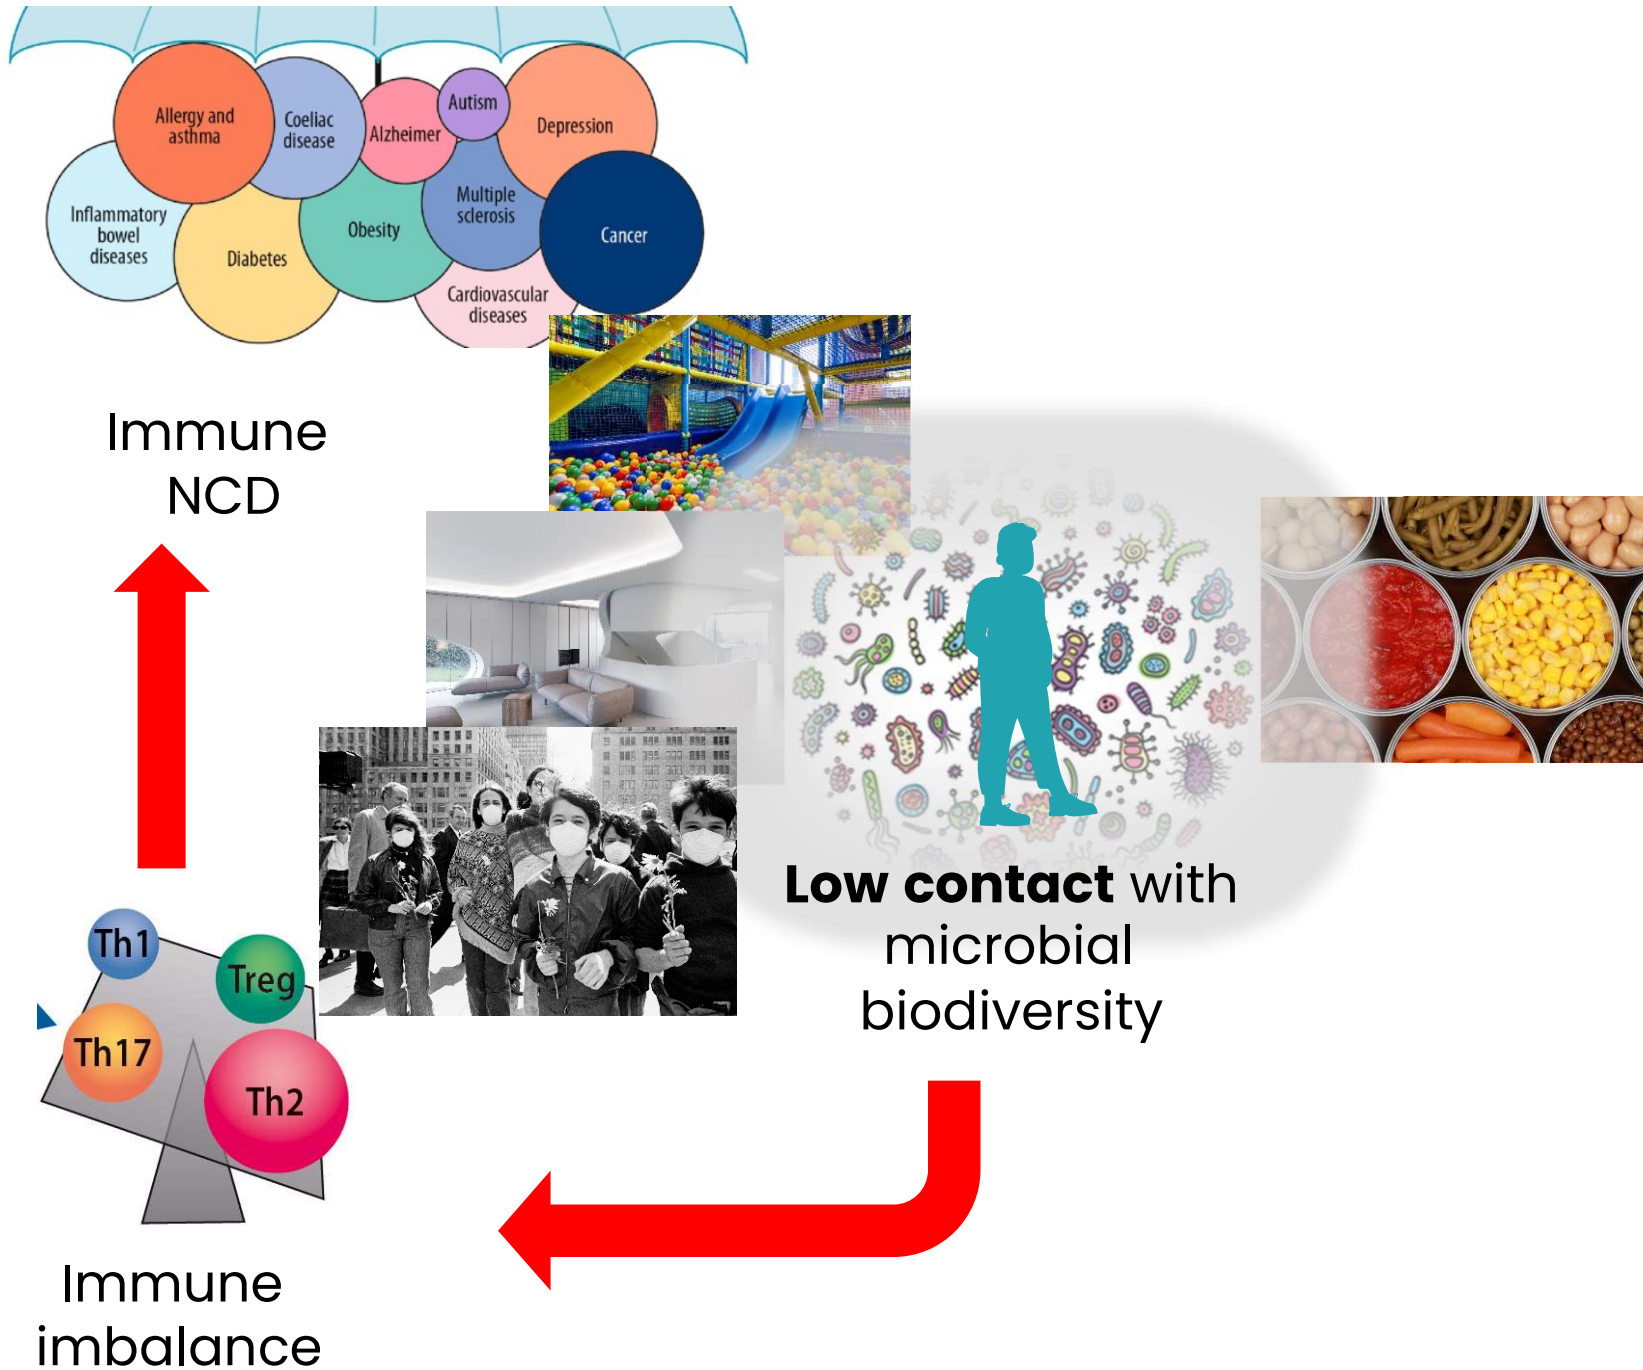 Allergy and
asthma
Coeliac
disease
Alzheimer
Autism
Depression
Inflammatory
bowel
diseases
Diabetes
Obesity
Multiple
sclerosis
Cancer
Cardiovascular
diseases
Immune
NCD
Low contact with
microbial
biodiversity
Th1
Treg
Th17
Th2
Immune
imbalance